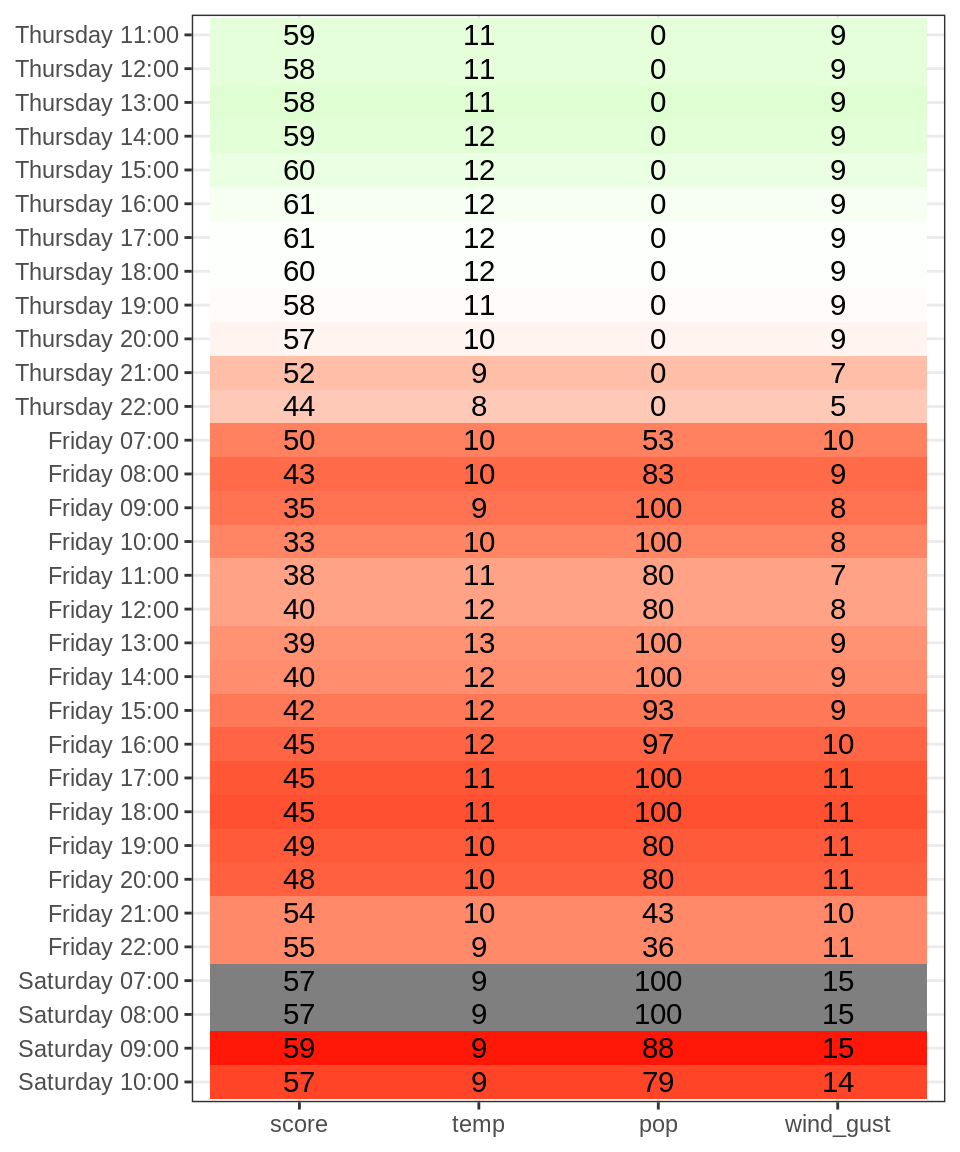 Thursday 11:00 59 11 0 9
Thursday 12:00 58 11 0 9
Thursday 13:00 58 11 0 9
Thursday 14:00 59 12 0 9
Thursday 15:00 60 12 0 9
Thursday 16:00 61 12 0 9
Thursday 17:00 61 12 0 9
Thursday 18:00 60 12 0 9
Thursday 19:00 58 11 0 9
Thursday 20:00 57 10 0 9
Thursday 21:00 52 9 0 7
Thursday 22:00 44 8 0 5
Friday 07:00 50 10 53 10
Friday 08:00 43 10 83 9
Friday 09:00 35 9 100 8
Friday 10:00 33 10 100 8
Friday 11:00 38 11 80 7
Friday 12:00 40 12 80 8
Friday 13:00 39 13 100 9
Friday 14:00 40 12 100 9
Friday 15:00 42 12 93 9
Friday 16:00 45 12 97 10
Friday 17:00 45 11 100 11
Friday 18:00 45 11 100 11
Friday 19:00 49 10 80 11
Friday 20:00 48 10 80 11
Friday 21:00 54 10 43 10
Friday 22:00 55 9 36 11
Saturday 07:00 57 9 100 15
Saturday 08:00 57 9 100 15
Saturday 09:00 59 9 88 15
Saturday 10:00 57 9 79 14
score temp pop wind_gust